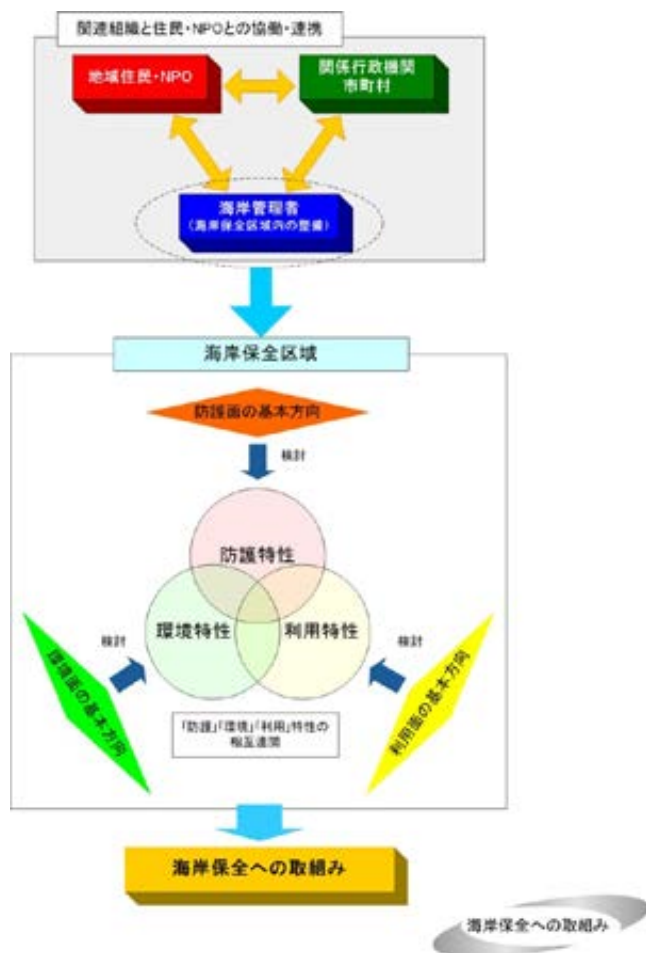 関連組織と住民・NPOとの協働・連携
地域住民・NPO
関係行政機関
市町村
海岸管理者
(海岸保全区域内の整備)
海岸保全区域
防護面の基本方向
検討
防護特性
環境特性
利用特性
検討
検討
環境面の基本方向
利用面の基本方向
「防護」「環境」「利用」特性の
相互連関
海岸保全への取組み
海岸保全への取組み